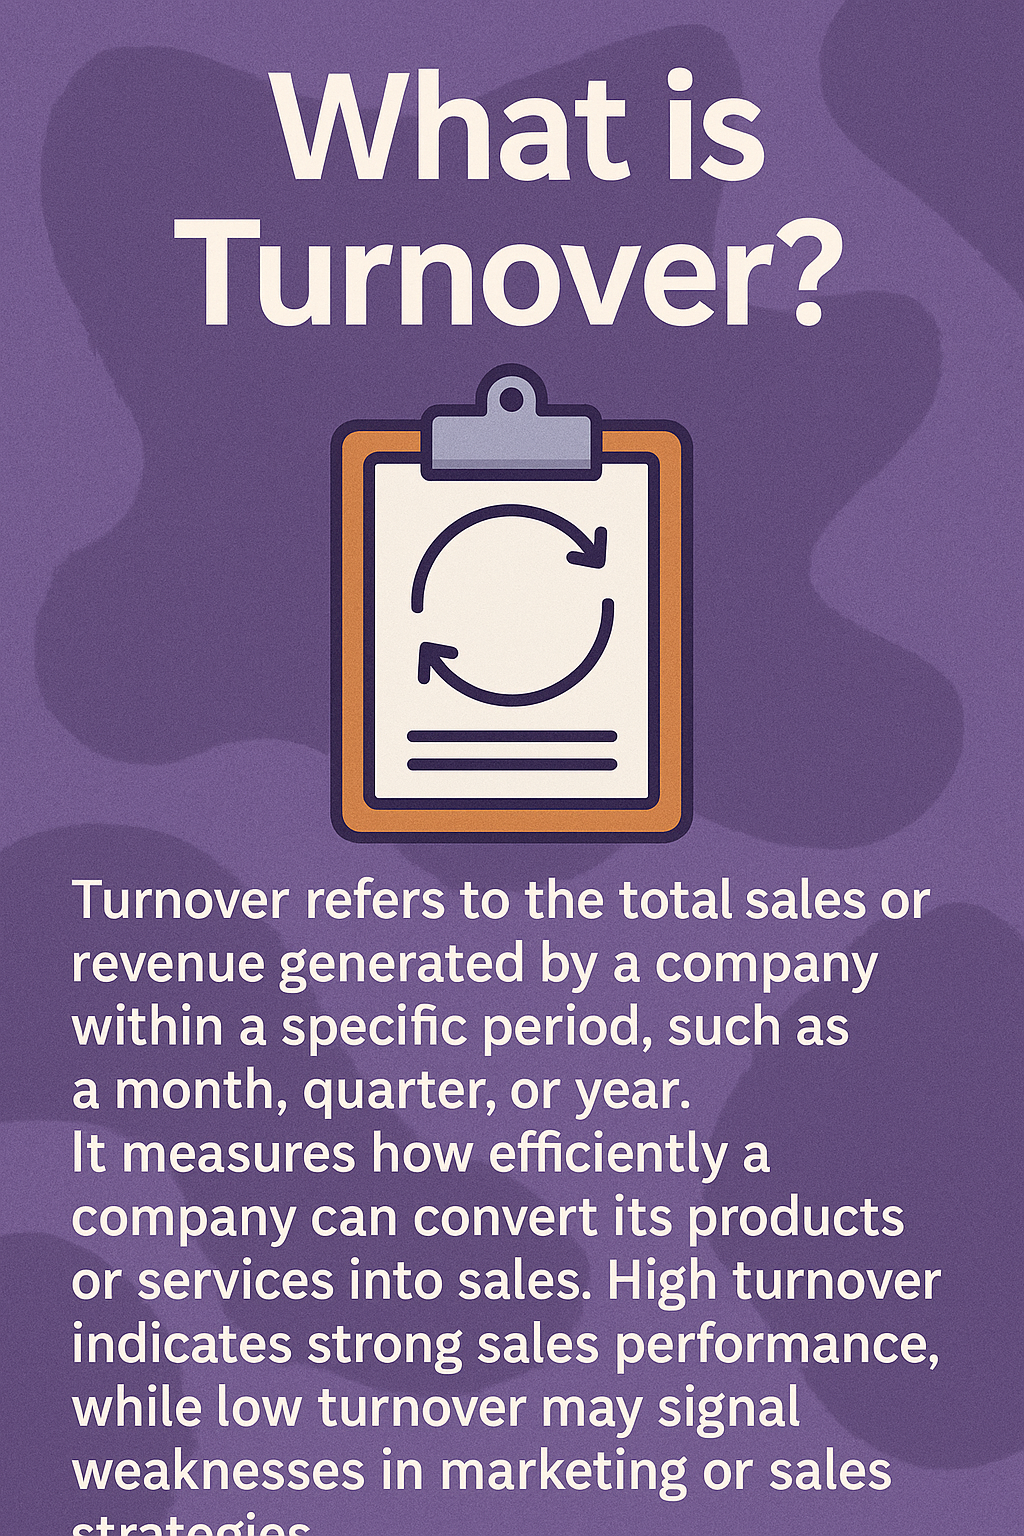 What is
Turnover?
Turnover refers to the total sales or
revenue generated by a company
within a specific period, such as
a month, quarter, or year.
It measures how efficiently a
company can convert its products
or services into sales. High turnover
indicates strong sales performance,
while low turnover may signal
weaknesses in marketing or sales
strategies.